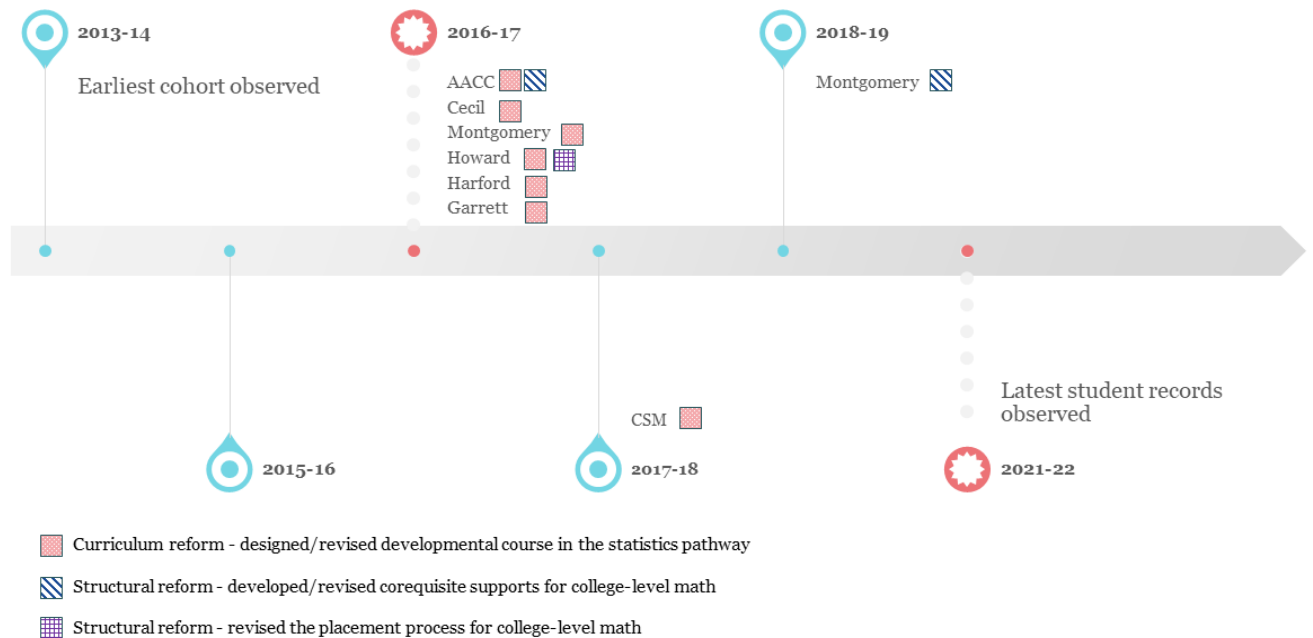 2013-14
Earliest cohort observed
2016-17
AACC
Cecil
Montgomery
Howard
Harford
Garrett
2018-19
Montgomery
2015-16
CSM
2017-18
Latest student records
observed
2021-22
Curriculum reform - designed/revised developmental course in the statistics pathway
Structural reform - developed/revised corequisite supports for college-level math
Structural reform - revised the placement process for college-level math